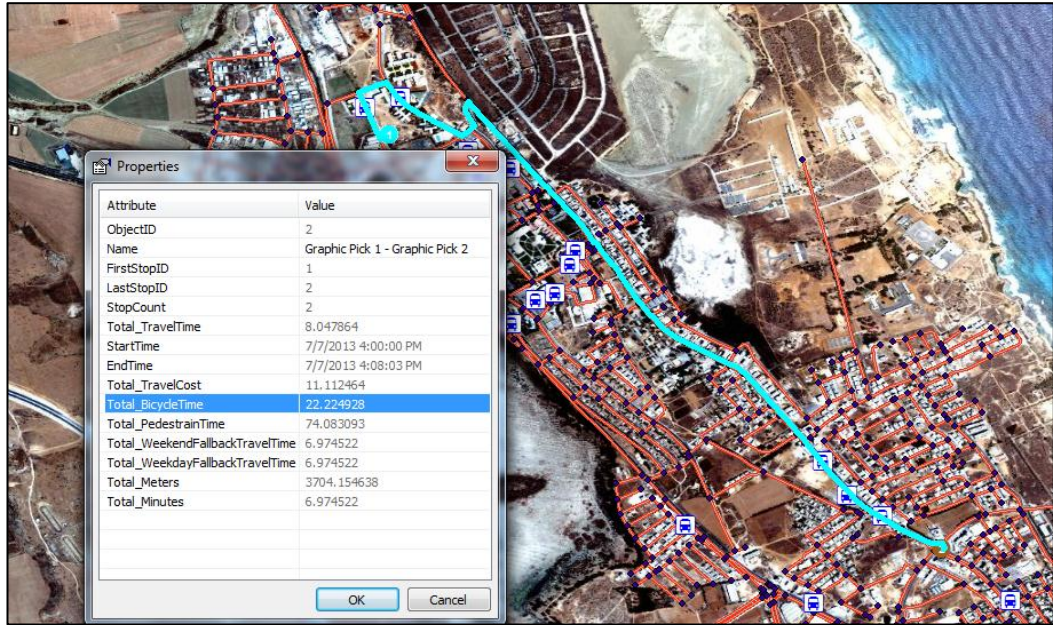 Properties
Attribute Value
ObjectID 2
Name Graphic Pick 1 - Graphic Pick 2
FirstStopID 1
LastStopID 2
StopCount 2
Total_TravelTime 8.047864
StartTime 7/7/2013 4:00:00 PM
EndTime 7/7/2013 4:08:03 PM
Total_TravelCost 11.112464
Total_BicycleTime 22.224928
Total_PedestrainTime 74.083093
Total_WeekendFallbackTravelTime 6.974522
Total_WeekdayFallbackTravelTime 6.974522
Total_Meters 3704.154638
Total_Minutes 6.974522
OK Cancel